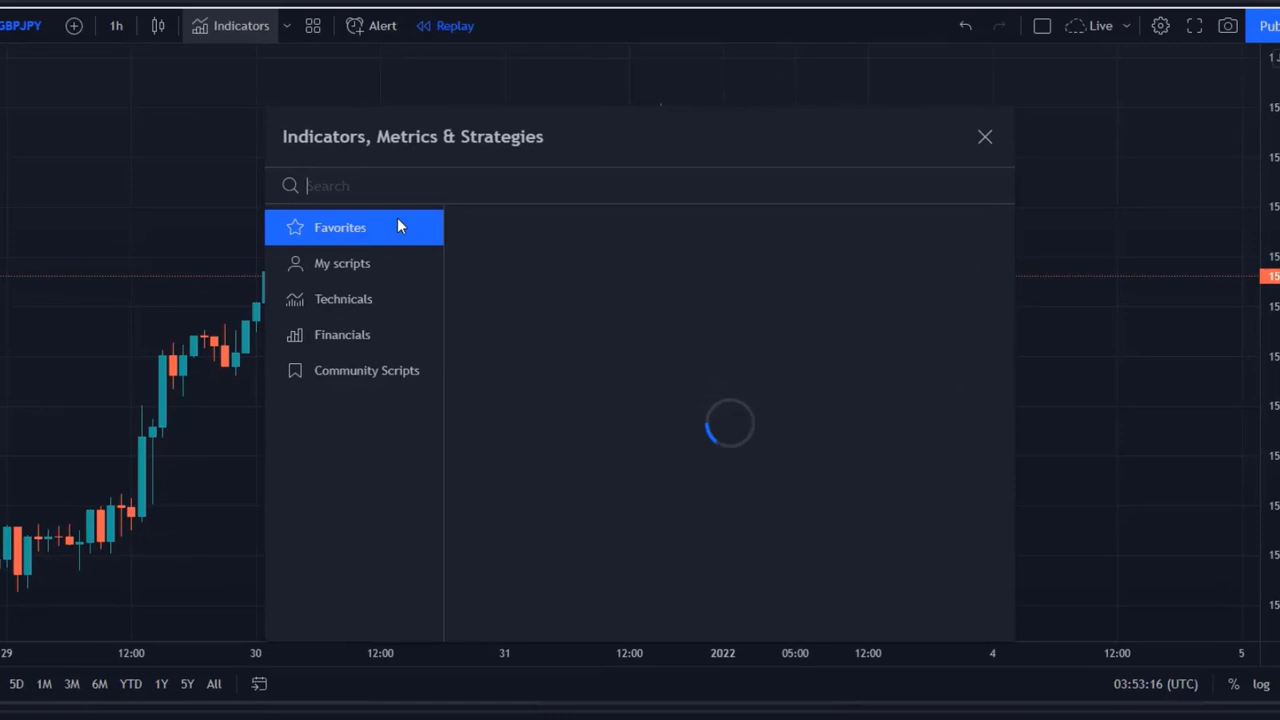 GBPJPY 1h Indicators Alert Replay Live
Indicators, Metrics & Strategies
Search
Favorites
My scripts
Technicals
Financials
Community Scripts
29 12:00 30 12:00 31 12:00 2022 05:00 12:00 4 12:00 5
5D 1M 3M 6M YTD 1Y 5Y All 03:53:16 (UTC) % log